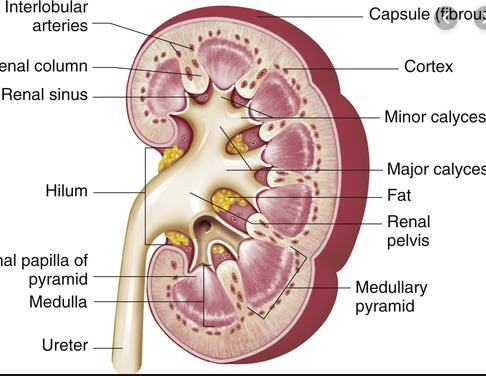 Interlobular
arteries
enal column
Renal sinus
Hilum
nal papilla of
pyramid
Medulla
Ureter
Capsule (fibrou
Cortex
Minor calyces
Major calyces
Fat
Renal
pelvis
Medullary
pyramid